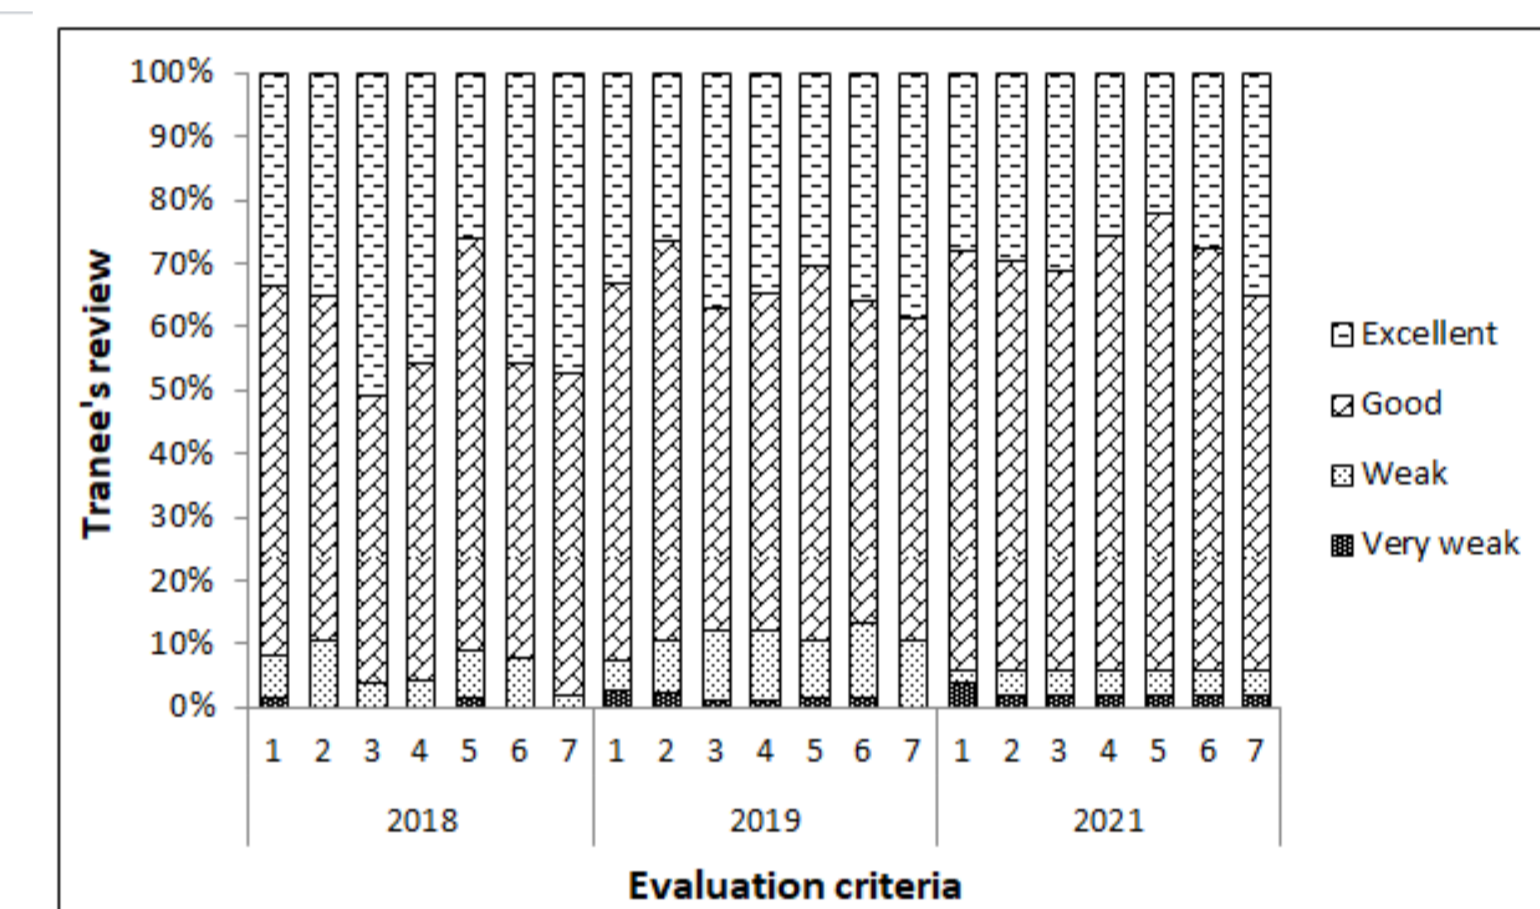 100%
90%
80%
70%
60%
50%
40%
30%
20%
10%
0%
Tranee's review
1 2 3 4 5 6 7 1 2 3 4 5 6 7 1 2 3 4 5 6 7
2018 2019 2021
Evaluation criteria
Excellent
Good
Weak
Very weak